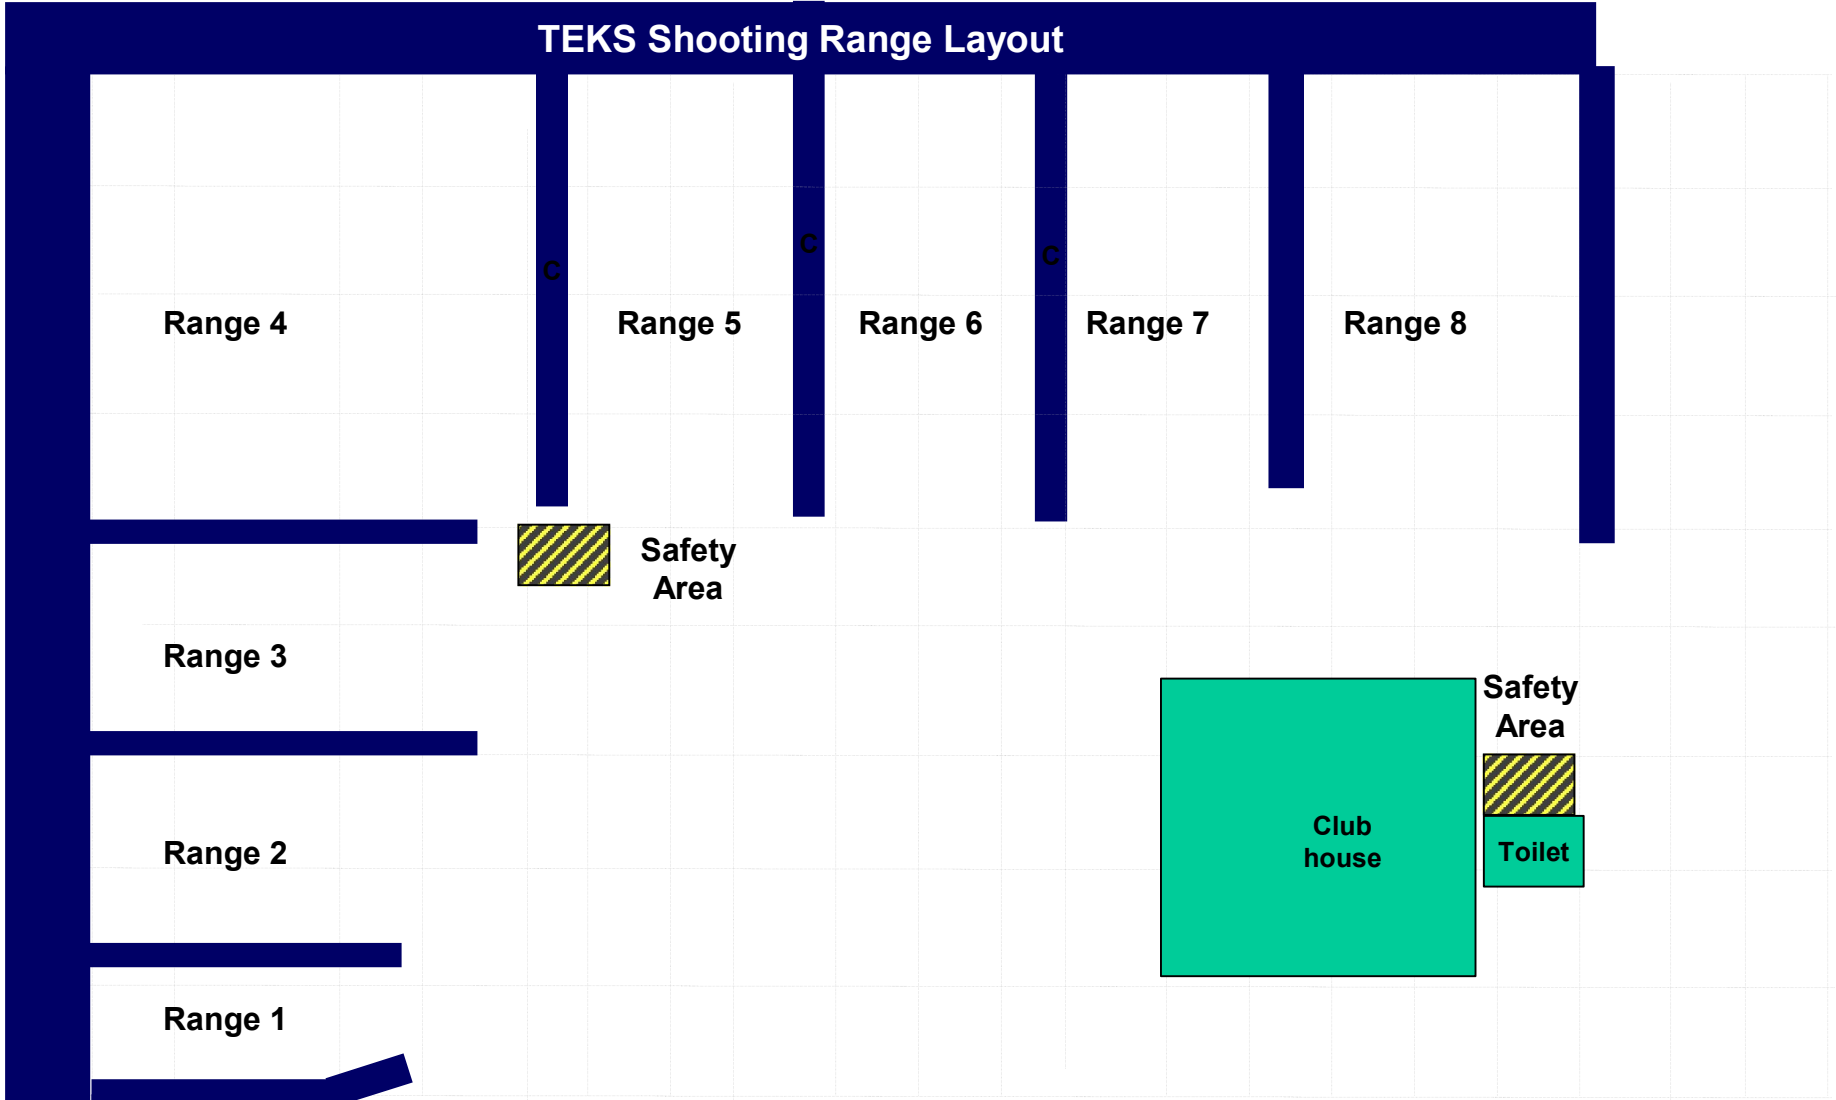 TEKS Shooting Range Layout
C
C
C
Range 4
Range 5
Range 6
Range 7
Range 8
Safety
Area
Range 3
Safety
Area
Range 2
Club
house
Toilet
Range 1